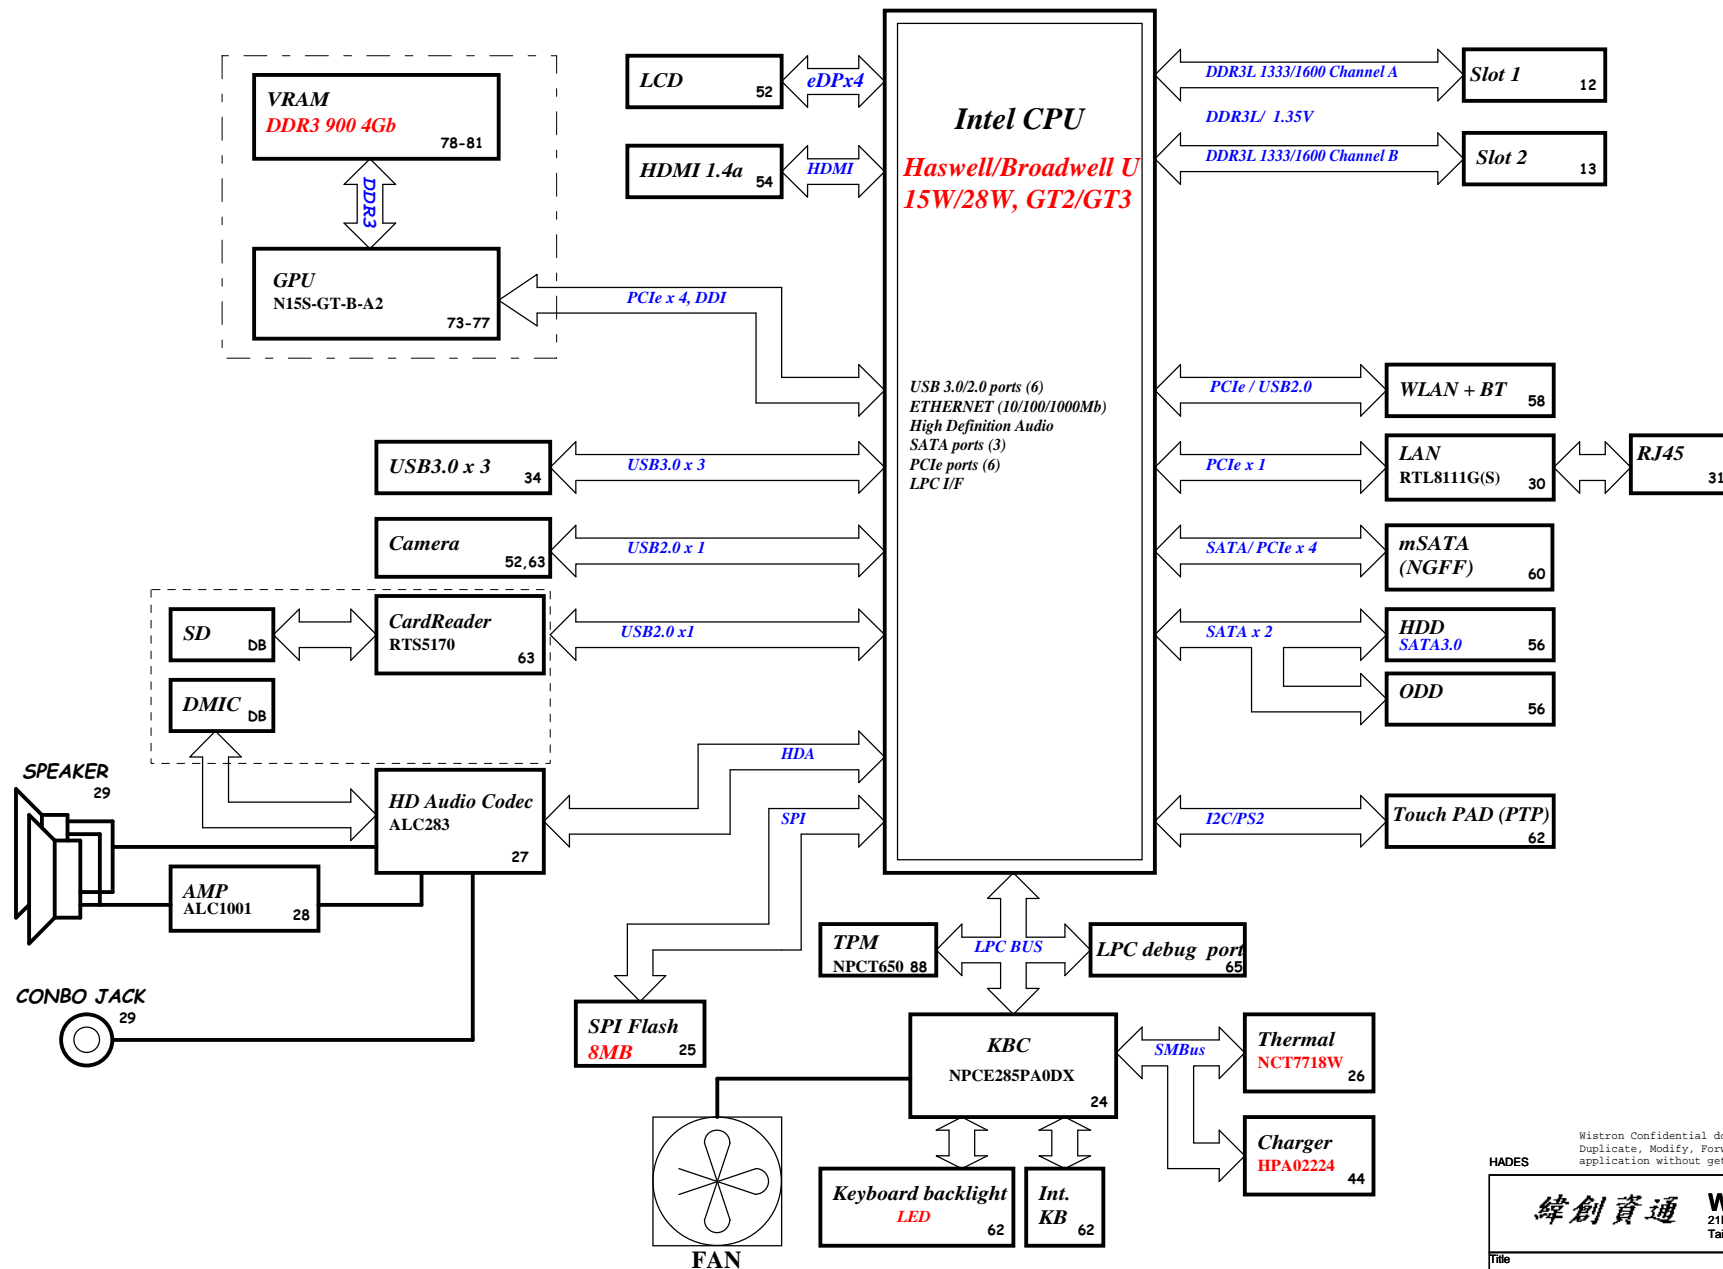 VRAM
DDR3 900 4Gb
78-81
DDR3
GPU
N15S-GT-B-A2
73-77
PCIe x 4, DDI
LCD
52
eDPx4
HDMI 1.4a
54
HDMI
Intel CPU
Haswell/Broadwell U
15W/28W, GT2/GT3
USB 3.0/2.0 ports (6)
ETHERNET (10/100/1000Mb)
High Definition Audio
SATA ports (3)
PCIe ports (6)
LPC I/F
DDR3L 1333/1600 Channel A
DDR3L/ 1.35V
DDR3L 1333/1600 Channel B
Slot 1
12
Slot 2
13
PCIe / USB2.0
WLAN + BT
58
PCIe x 1
LAN
RTL8111G(S)
30
RJ45
31
SATA/ PCIe x 4
mSATA
(NGFF)
60
SATA x 2
HDD
SATA3.0
56
ODD
56
I2C/PS2
Touch PAD (PTP)
62
USB3.0 x 3
34
USB3.0 x 3
Camera
52,63
USB2.0 x 1
SD
DB
CardReader
RTS5170
63
USB2.0 x1
DMIC
DB
HDA
SPI
SPEAKER
29
HD Audio Codec
ALC283
27
AMP
ALC1001
28
CONBO JACK
29
SPI Flash
8MB
25
TPM
NPCT650 88
LPC BUS
LPC debug port
65
KBC
NPCE285PA0DX
24
SMBus
Thermal
NCT7718W
26
Charger
HPA02224
44
Keyboard backlight
LED
62
Int.
KB
62
FAN
HADES
Wistron Confidential
Duplicate, Modify,
application without
緯創資通
Title